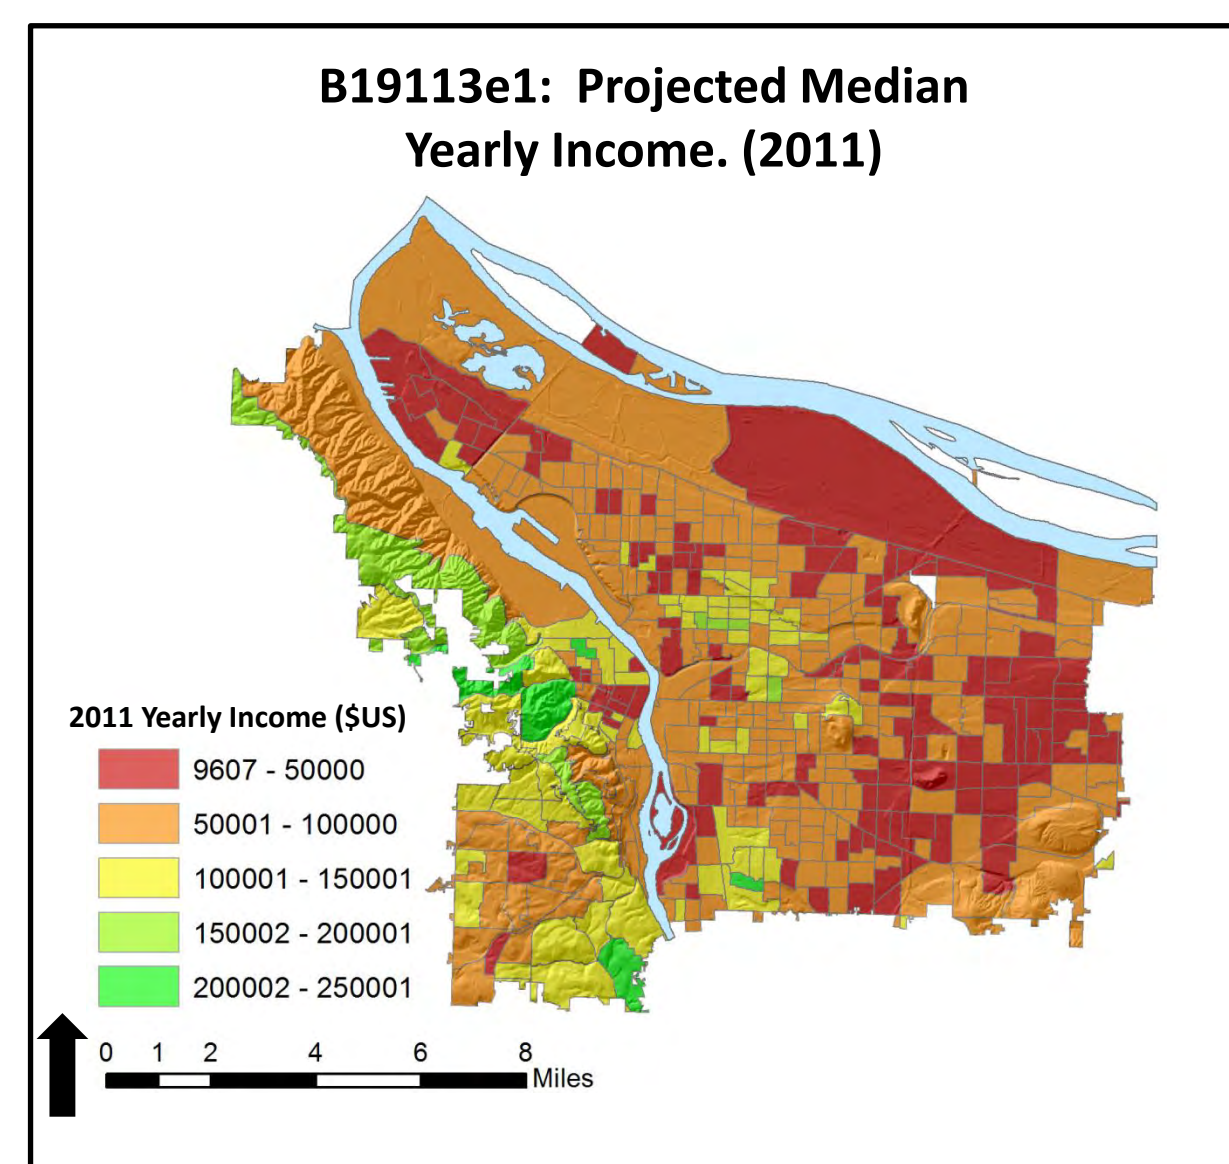 B19113e1:  Projected Median
Yearly Income. (2011)
2011 Yearly Income ($US)
9607 - 50000
50001 - 100000
100001 - 150001
150002 - 200001
200002 - 250001
0 1 2 4 6 8
Miles